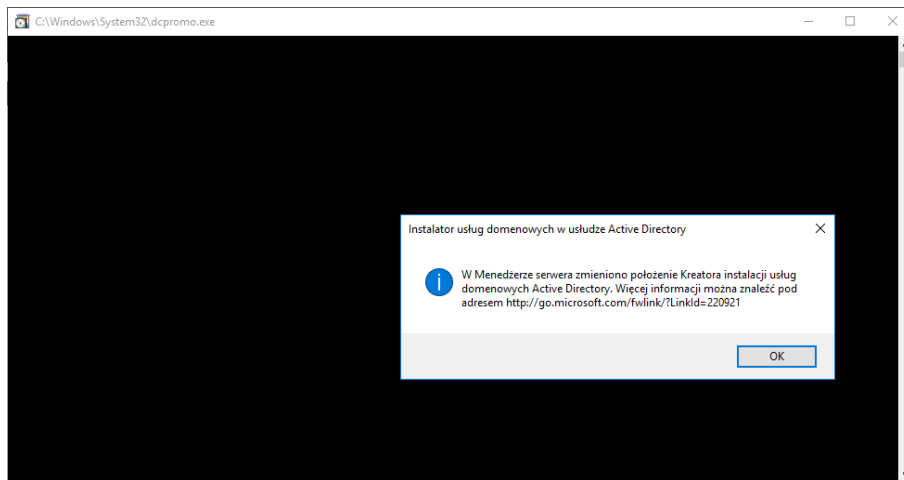 C:\Windows\System32\dcpromo.exe
Instalator usług domenowych w usłudze Active Directory
W Menedżerze serwera zmieniono położenie Kreatora instalacji usług
domenowych Active Directory. Więcej informacji można znaleźć pod
adresem http://go.microsoft.com/fwlink/?LinkId=220921
OK